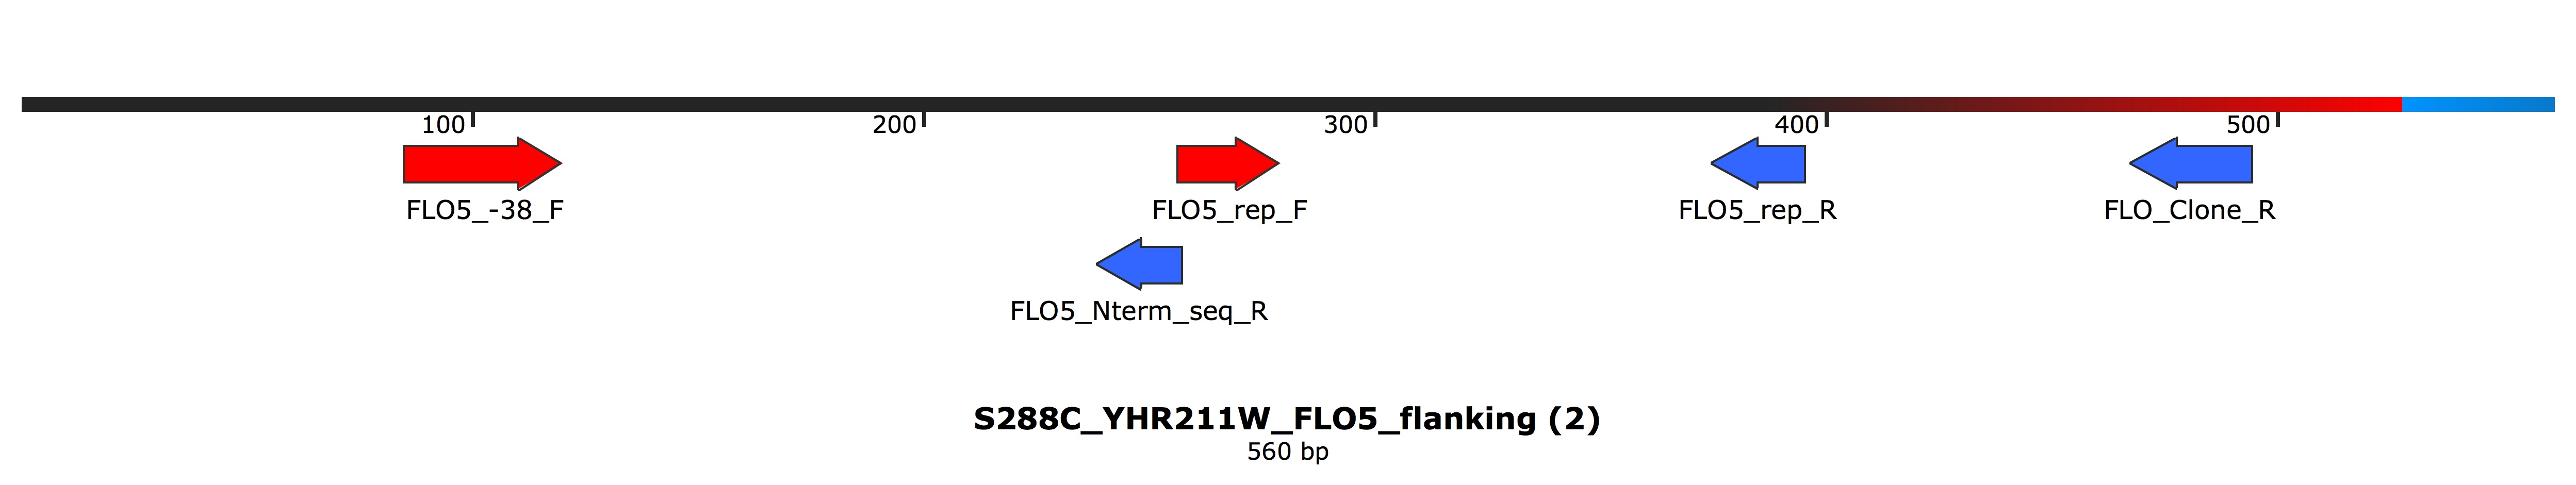 100 200 300 400 500
FLO5_-38_F FLO5_rep_F FLO5_rep_R FLO_Clone_R
FLO5_Nterm_seq_R
S288C_YHR211W_FLO5_flanking (2)
560 bp